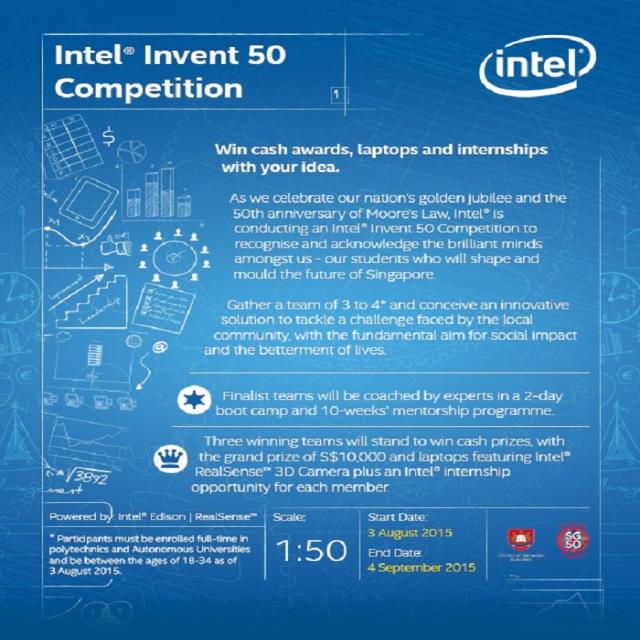 Intel® Invent 50
Competition
1
intel®
Win cash awards, laptops and internships
with your idea.
$
As we celebrate our nation's golden jubilee and the
50th anniversary of Moore's Law, Intel® is
conducting an Intel® Invent 50 Competition to
recognise and acknowledge the brilliant minds
amongst us - our students who will shape and
mould the future of Singapore.
Gather a team of 3 to 4* and conceive an innovative
solution to tackle a challenge faced by the local
community, with the fundamental aim for social impact
and the betterment of lives.
@
Finalist teams will be coached by experts in a 2-day
boot camp and 10-weeks' mentorship programme.
Three winning teams will stand to win cash prizes, with
the grand prize of S$10,000 and laptops featuring Intel®
RealSense™ 3D Camera plus an Intel® internship
opportunity for each member.
√3892
Powered by: Intel® Edison | RealSense™
* Participants must be enrolled full-time in
polytechnics and Autonomous Universities
and be between the ages of 18-34 as of
3 August 2015.
Scale:
1:50
Start Date:
3 August 2015
End Date:
4 September 2015
SG
50